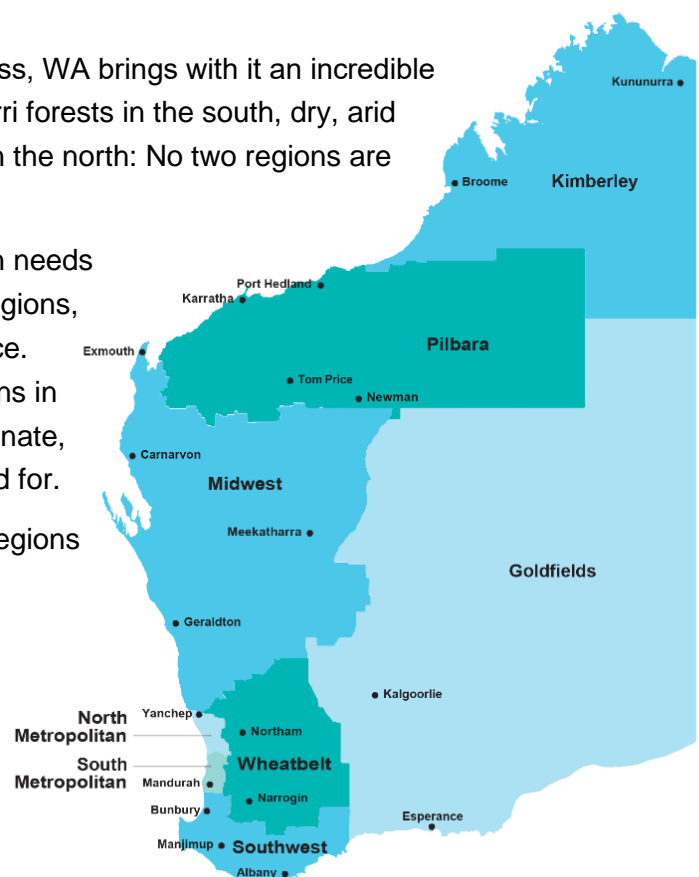 ss, WA brings with it an incredible
rri forests in the south, dry, arid
n the north: No two regions are
n needs
gions,
ce.
ns in
nate,
d for.
egions
Kununurra
Broome
Kimberley
Port Hedland
Karratha
Pilbara
Exmouth
Tom Price
Newman
Carnarvon
Midwest
Meekatharra
Goldfields
Geraldton
Kalgoorlie
Yanchep
North
Metropolitan
Northam
South
Metropolitan
Wheatbelt
Mandurah
Narrogin
Bunbury
Esperance
Manjimup
Southwest
Albany